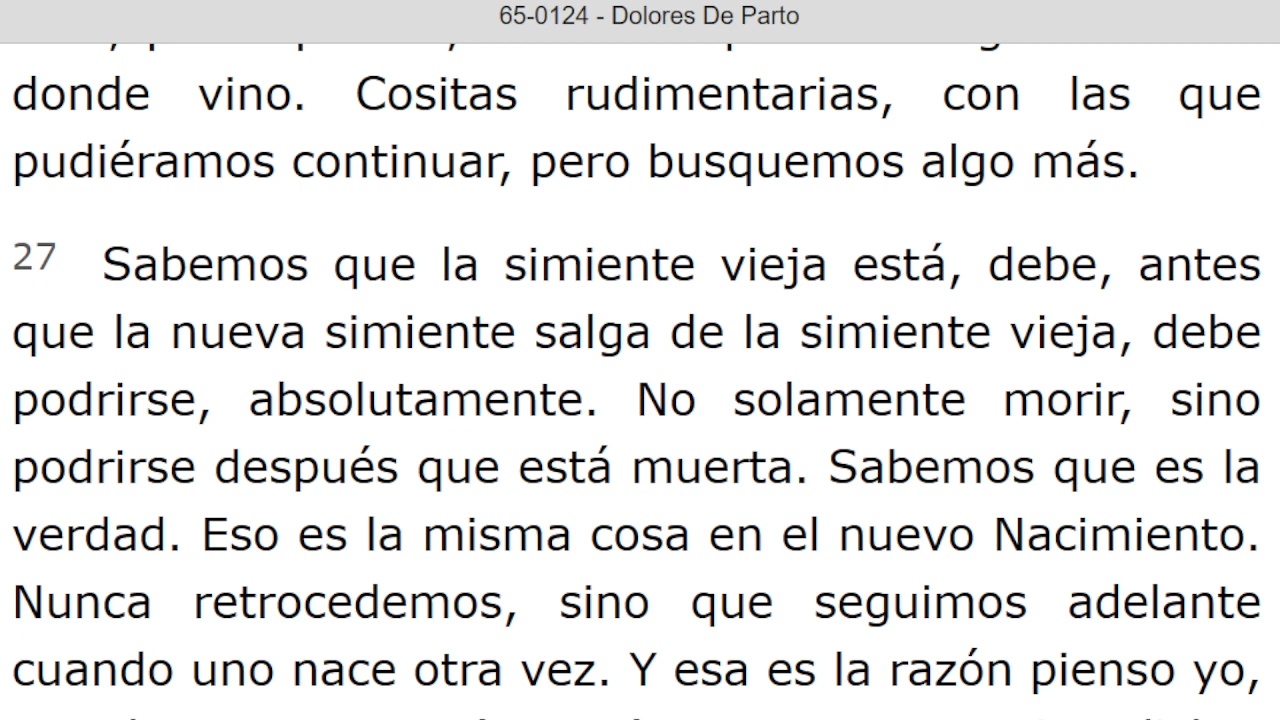 65-0124 - Dolores De Parto
donde vino. Cositas rudimentarias, con las que
pudiéramos continuar, pero busquemos algo más.
27 Sabemos que la simiente vieja está, debe, antes
que la nueva simiente salga de la simiente vieja, debe
podrirse, absolutamente. No solamente morir, sino
podrirse después que está muerta. Sabemos que es la
verdad. Eso es la misma cosa en el nuevo Nacimiento.
Nunca retrocedemos, sino que seguimos adelante
cuando uno nace otra vez. Y esa es la razón pienso yo,